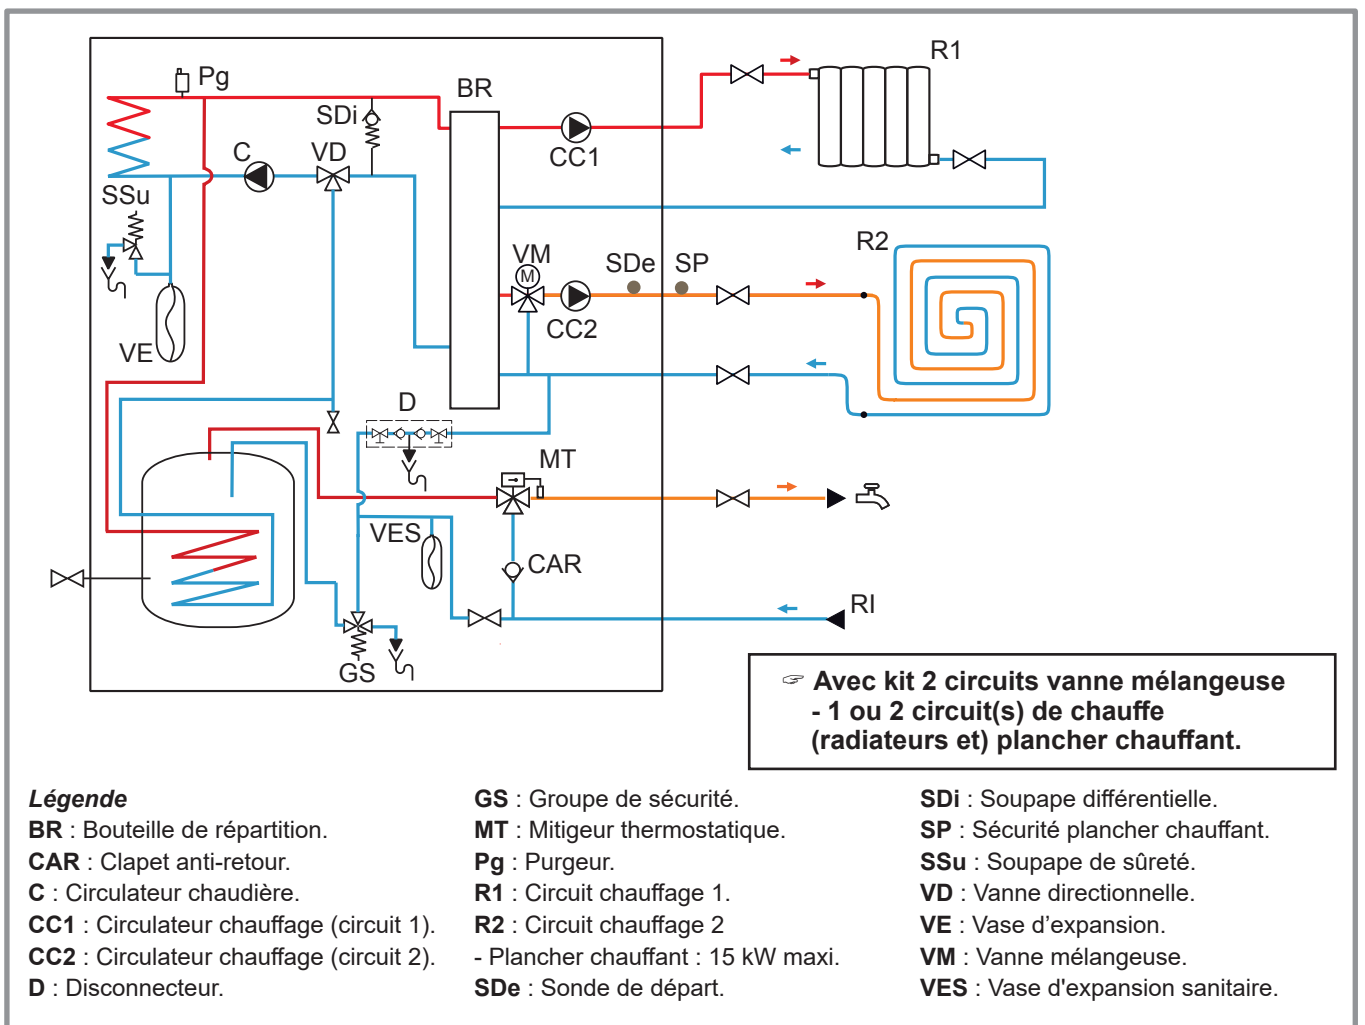 R1
Pg
BR
SDi
CC1
C
VD
SSu
R2
VM
M
SDe
SP
CC2
VE
D
MT
VES
CAR
RI
GS
☞ Avec kit 2 circuits vanne mélangeuse
- 1 ou 2 circuit(s) de chauffe
(radiateurs et) plancher chauffant.
Légende
BR : Bouteille de répartition.
CAR : Clapet anti-retour.
C : Circulateur chaudière.
CC1 : Circulateur chauffage (circuit 1).
CC2 : Circulateur chauffage (circuit 2).
D : Disconnecteur.
GS : Groupe de sécurité.
MT : Mitigeur thermostatique.
Pg : Purgeur.
R1 : Circuit chauffage 1.
R2 : Circuit chauffage 2
- Plancher chauffant : 15 kW maxi.
SDe : Sonde de départ.
SDi : Soupape différentielle.
SP : Sécurité plancher chauffant.
SSu : Soupape de sûreté.
VD : Vanne directionnelle.
VE : Vase d’expansion.
VM : Vanne mélangeuse.
VES : Vase d'expansion sanitaire.